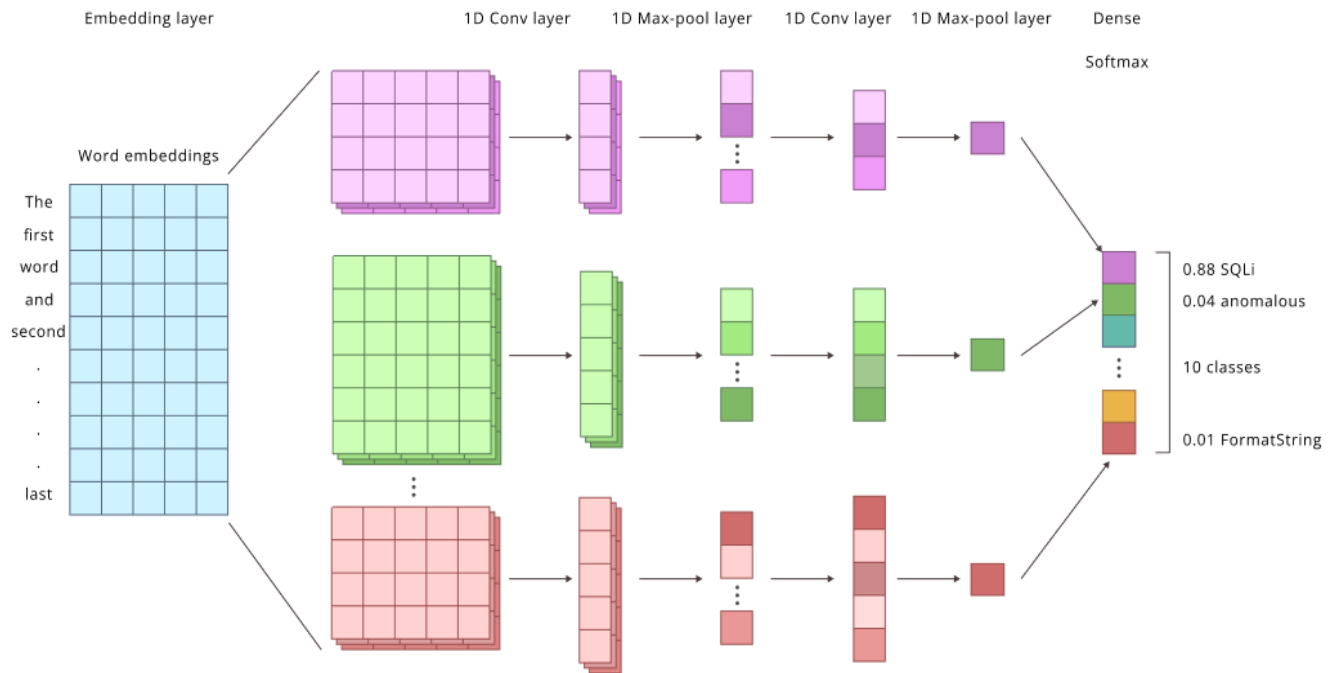 Embedding layer
1D Conv layer
1D Max-pool layer
1D Conv layer
1D Max-pool layer
Dense
Softmax
Word embeddings
The
first
word
and
second
.
.
.
.
last
0.88 SQLi
0.04 anomalous
10 classes
0.01 FormatString